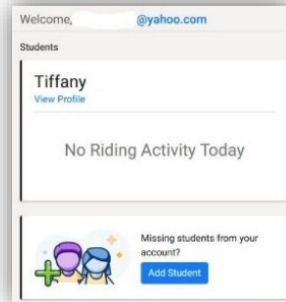 Welcome, @yahoo.com
Students
Tiffany
View Profile
No Riding Activity Today
Missing students from your
account?
Add Student